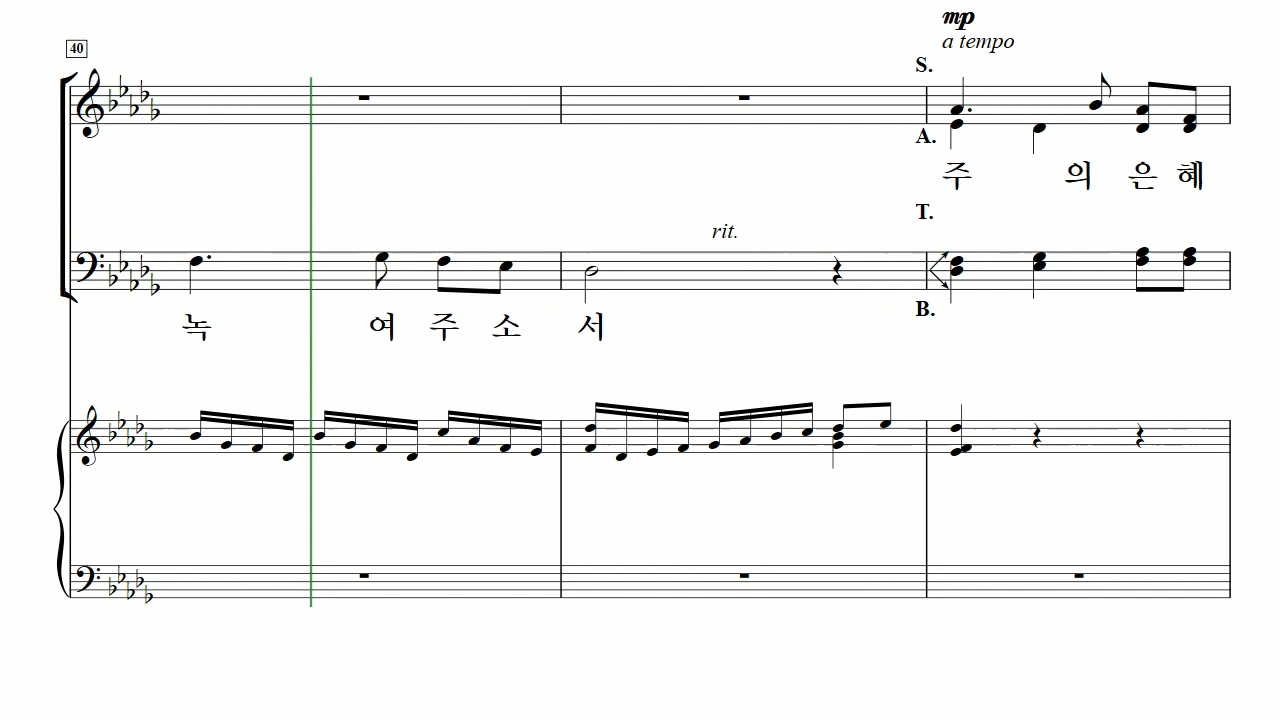 mp
a tempo
40
S.
A.
주 의 은 혜
T.
rit.
B.
녹 여 주 소 서